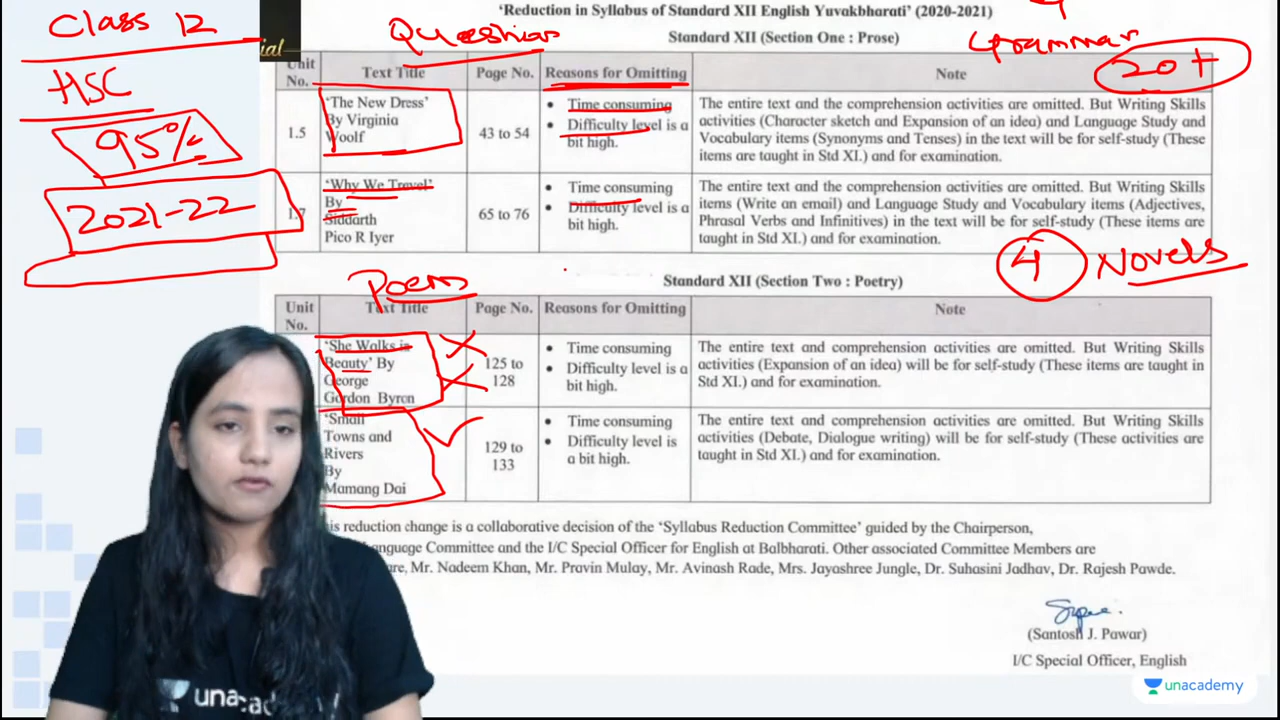 Class 12
HSC
95%
2021-22
Question
Grammar
20+
4 Novels
Poem
'Reduction in Syllabus of Standard XII English Yuvakbharati' (2020-2021)
Standard XII (Section One : Prose)
Unit No. Text Title Page No. Reasons for Omitting Note
1.5
'The New Dress'
By Virginia
Woolf
43 to 54
• Time consuming
• Difficulty level is a
bit high.
The entire text and the comprehension activities are omitted. But Writing Skills
activities (Character sketch and Expansion of an idea) and Language Study and
Vocabulary items (Synonyms and Tenses) in the text will be for self-study (These
items are taught in Std XI.) and for examination.
1.7
'Why We Travel'
By
Siddarth
Pico R Iyer
65 to 76
• Time consuming
• Difficulty level is a
bit high.
The entire text and the comprehension activities are omitted. But Writing Skills
items (Write an email) and Language Study and Vocabulary items (Adjectives,
Phrasal Verbs and Infinitives) in the text will be for self-study (These items are
taught in Std XI.) and for examination.
Standard XII (Section Two : Poetry)
Unit No. Text Title Page No. Reasons for Omitting Note
'She Walks in
Beauty' By
George
Gordon Byron
125 to
128
• Time consuming
• Difficulty level is a
bit high.
The entire text and comprehension activities are omitted. But Writing Skills
activities (Expansion of an idea) will be for self-study (These items are taught in
Std XI.) and for examination.
'Small
Towns and
Rivers
By
Mamang Dai
129 to
133
• Time consuming
• Difficulty level is
a bit high.
The entire text and comprehension activities are omitted. But Writing Skills
activities (Debate, Dialogue writing) will be for self-study (These activities are
taught in Std XI.) and for examination.
is reduction change is a collaborative decision of the 'Syllabus Reduction Committee' guided by the Chairperson,
Language Committee and the I/C Special Officer for English at Balbharati. Other associated Committee Members are
Mr. Nadeem Khan, Mr. Pravin Mulay, Mr. Avinash Rade, Mrs. Jayashree Jungle, Dr. Suhasini Jadhav, Dr. Rajesh Pawde.
(Santosh J. Pawar)
I/C Special Officer, English
unacademy
unacademy